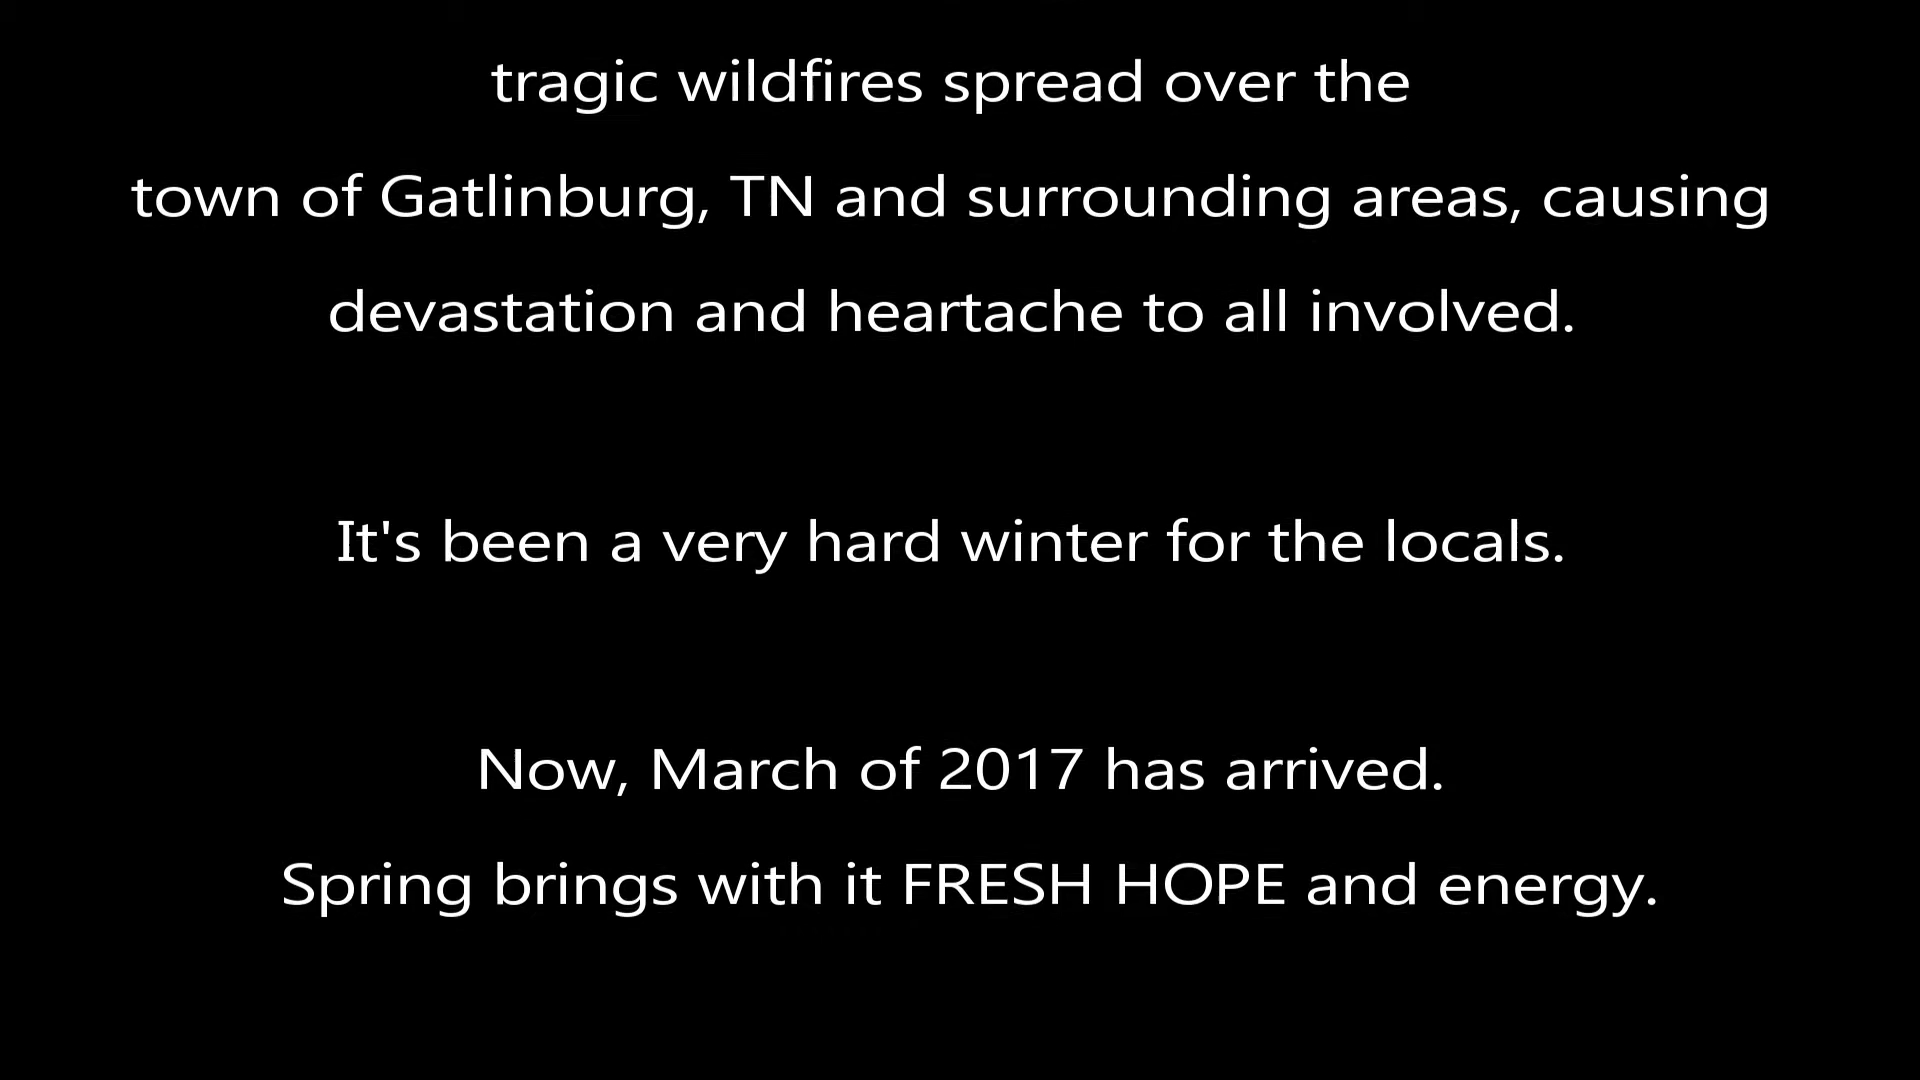 tragic wildfires spread over the
town of Gatlinburg, TN and surrounding areas, causing
devastation and heartache to all involved.
It's been a very hard winter for the locals.
Now, March of 2017 has arrived.
Spring brings with it FRESH HOPE and energy.